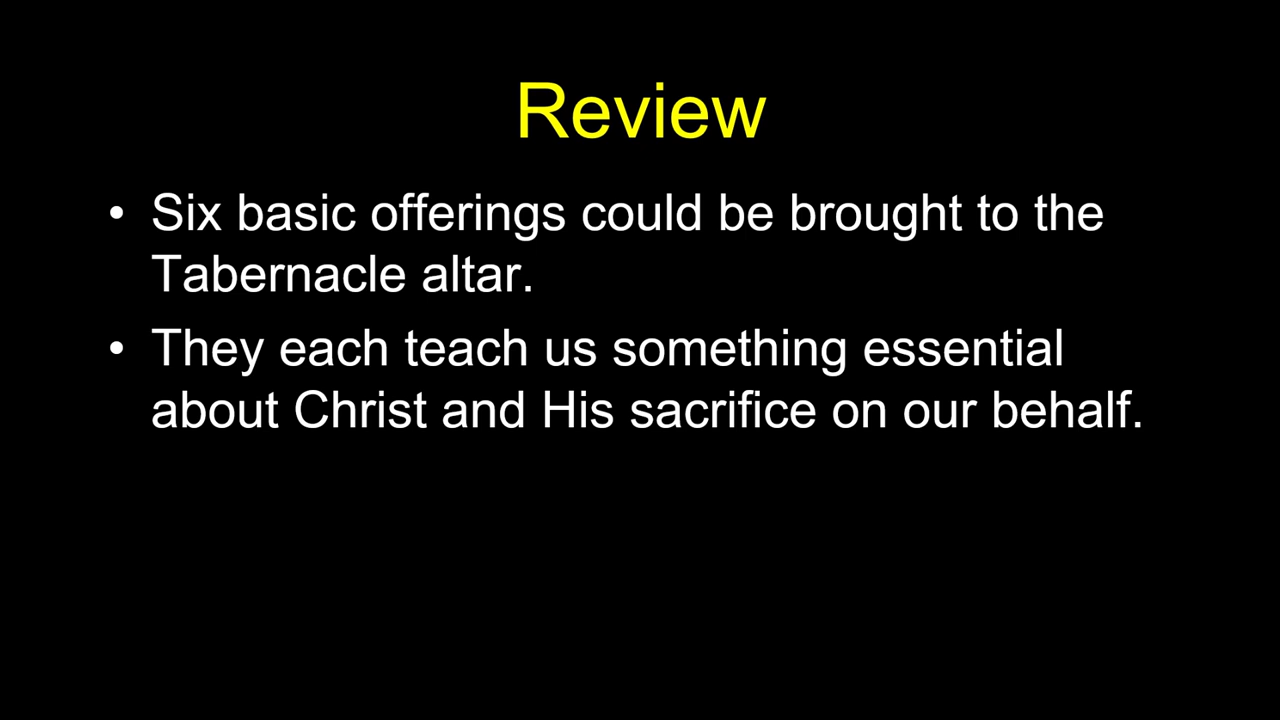 Review
• Six basic offerings could be brought to the
Tabernacle altar.
• They each teach us something essential
about Christ and His sacrifice on our behalf.